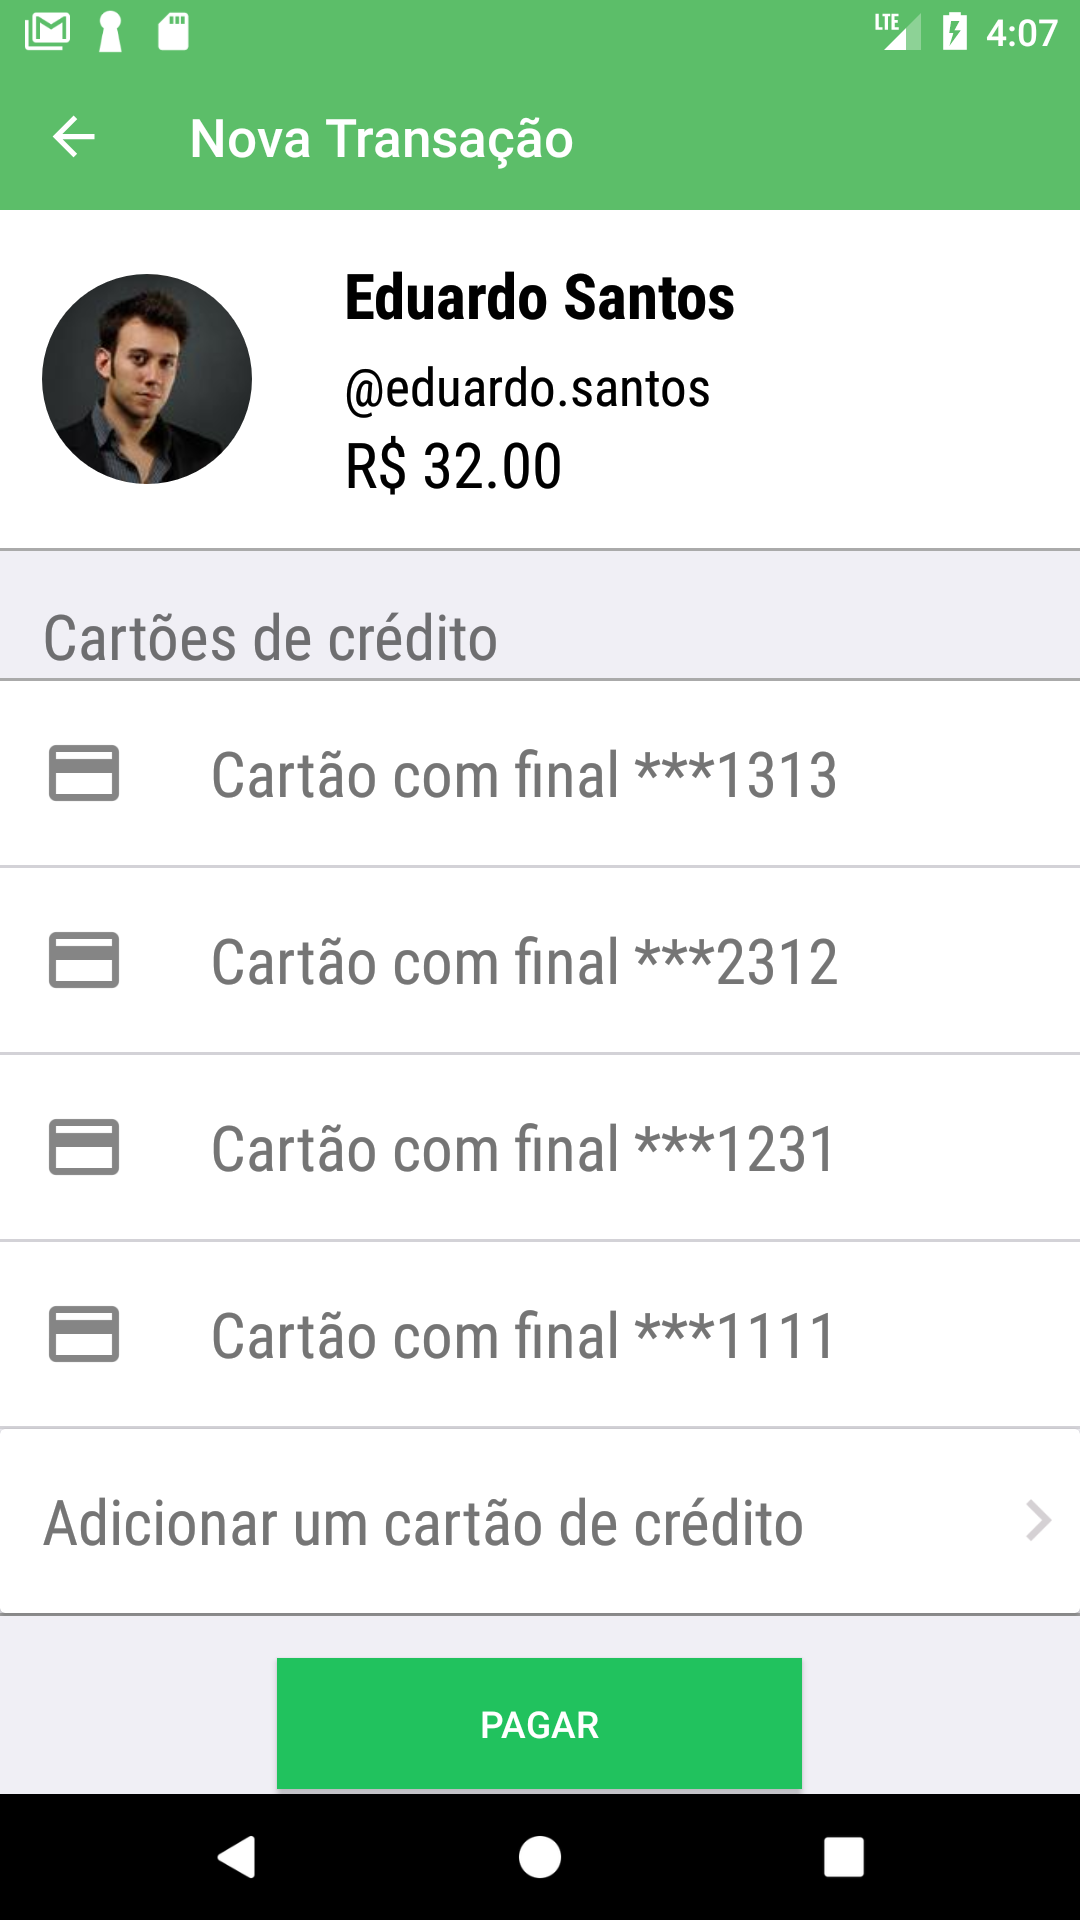 LTE 4:07
Nova Transação
Eduardo Santos
@eduardo.santos
R$ 32.00
Cartões de crédito
Cartão com final ***1313
Cartão com final ***2312
Cartão com final ***1231
Cartão com final ***1111
Adicionar um cartão de crédito
PAGAR